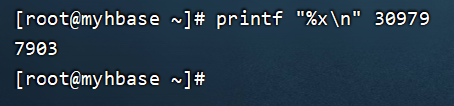 [root@myhbase ~]# printf "%x\n" 30979
7903
[root@myhbase ~]#